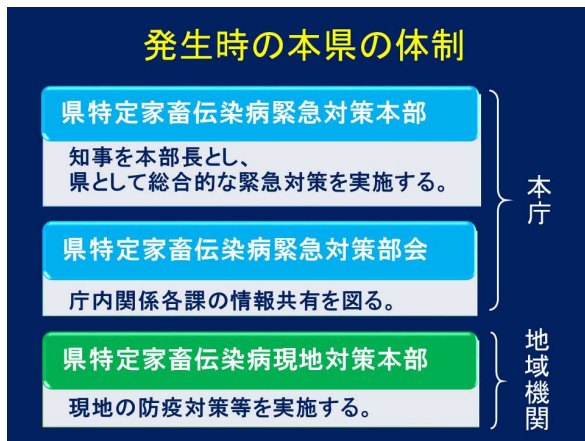 発生時の本県の体制
県特定家畜伝染病緊急対策本部
知事を本部長とし、
県として総合的な緊急対策を実施する。
県特定家畜伝染病緊急対策部会
庁内関係各課の情報共有を図る。
本庁
県特定家畜伝染病現地対策本部
現地の防疫対策等を実施する。
地域機関